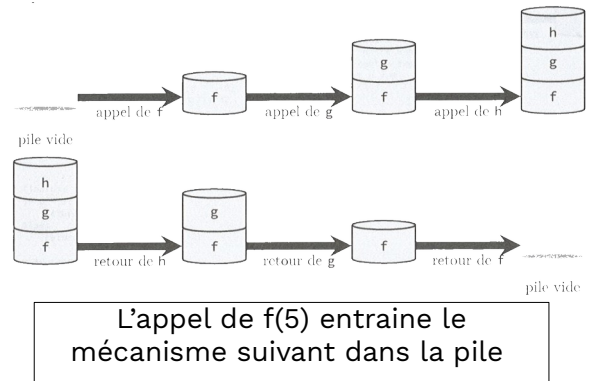 h
g
g
f
f
f
appel de f
appel de g
appel de h
pile vide
h
g
g
f
f
f
retour de h
retour de g
retour de f
pile vide
L'appel de f(5) entraine le
mécanisme suivant dans la pile